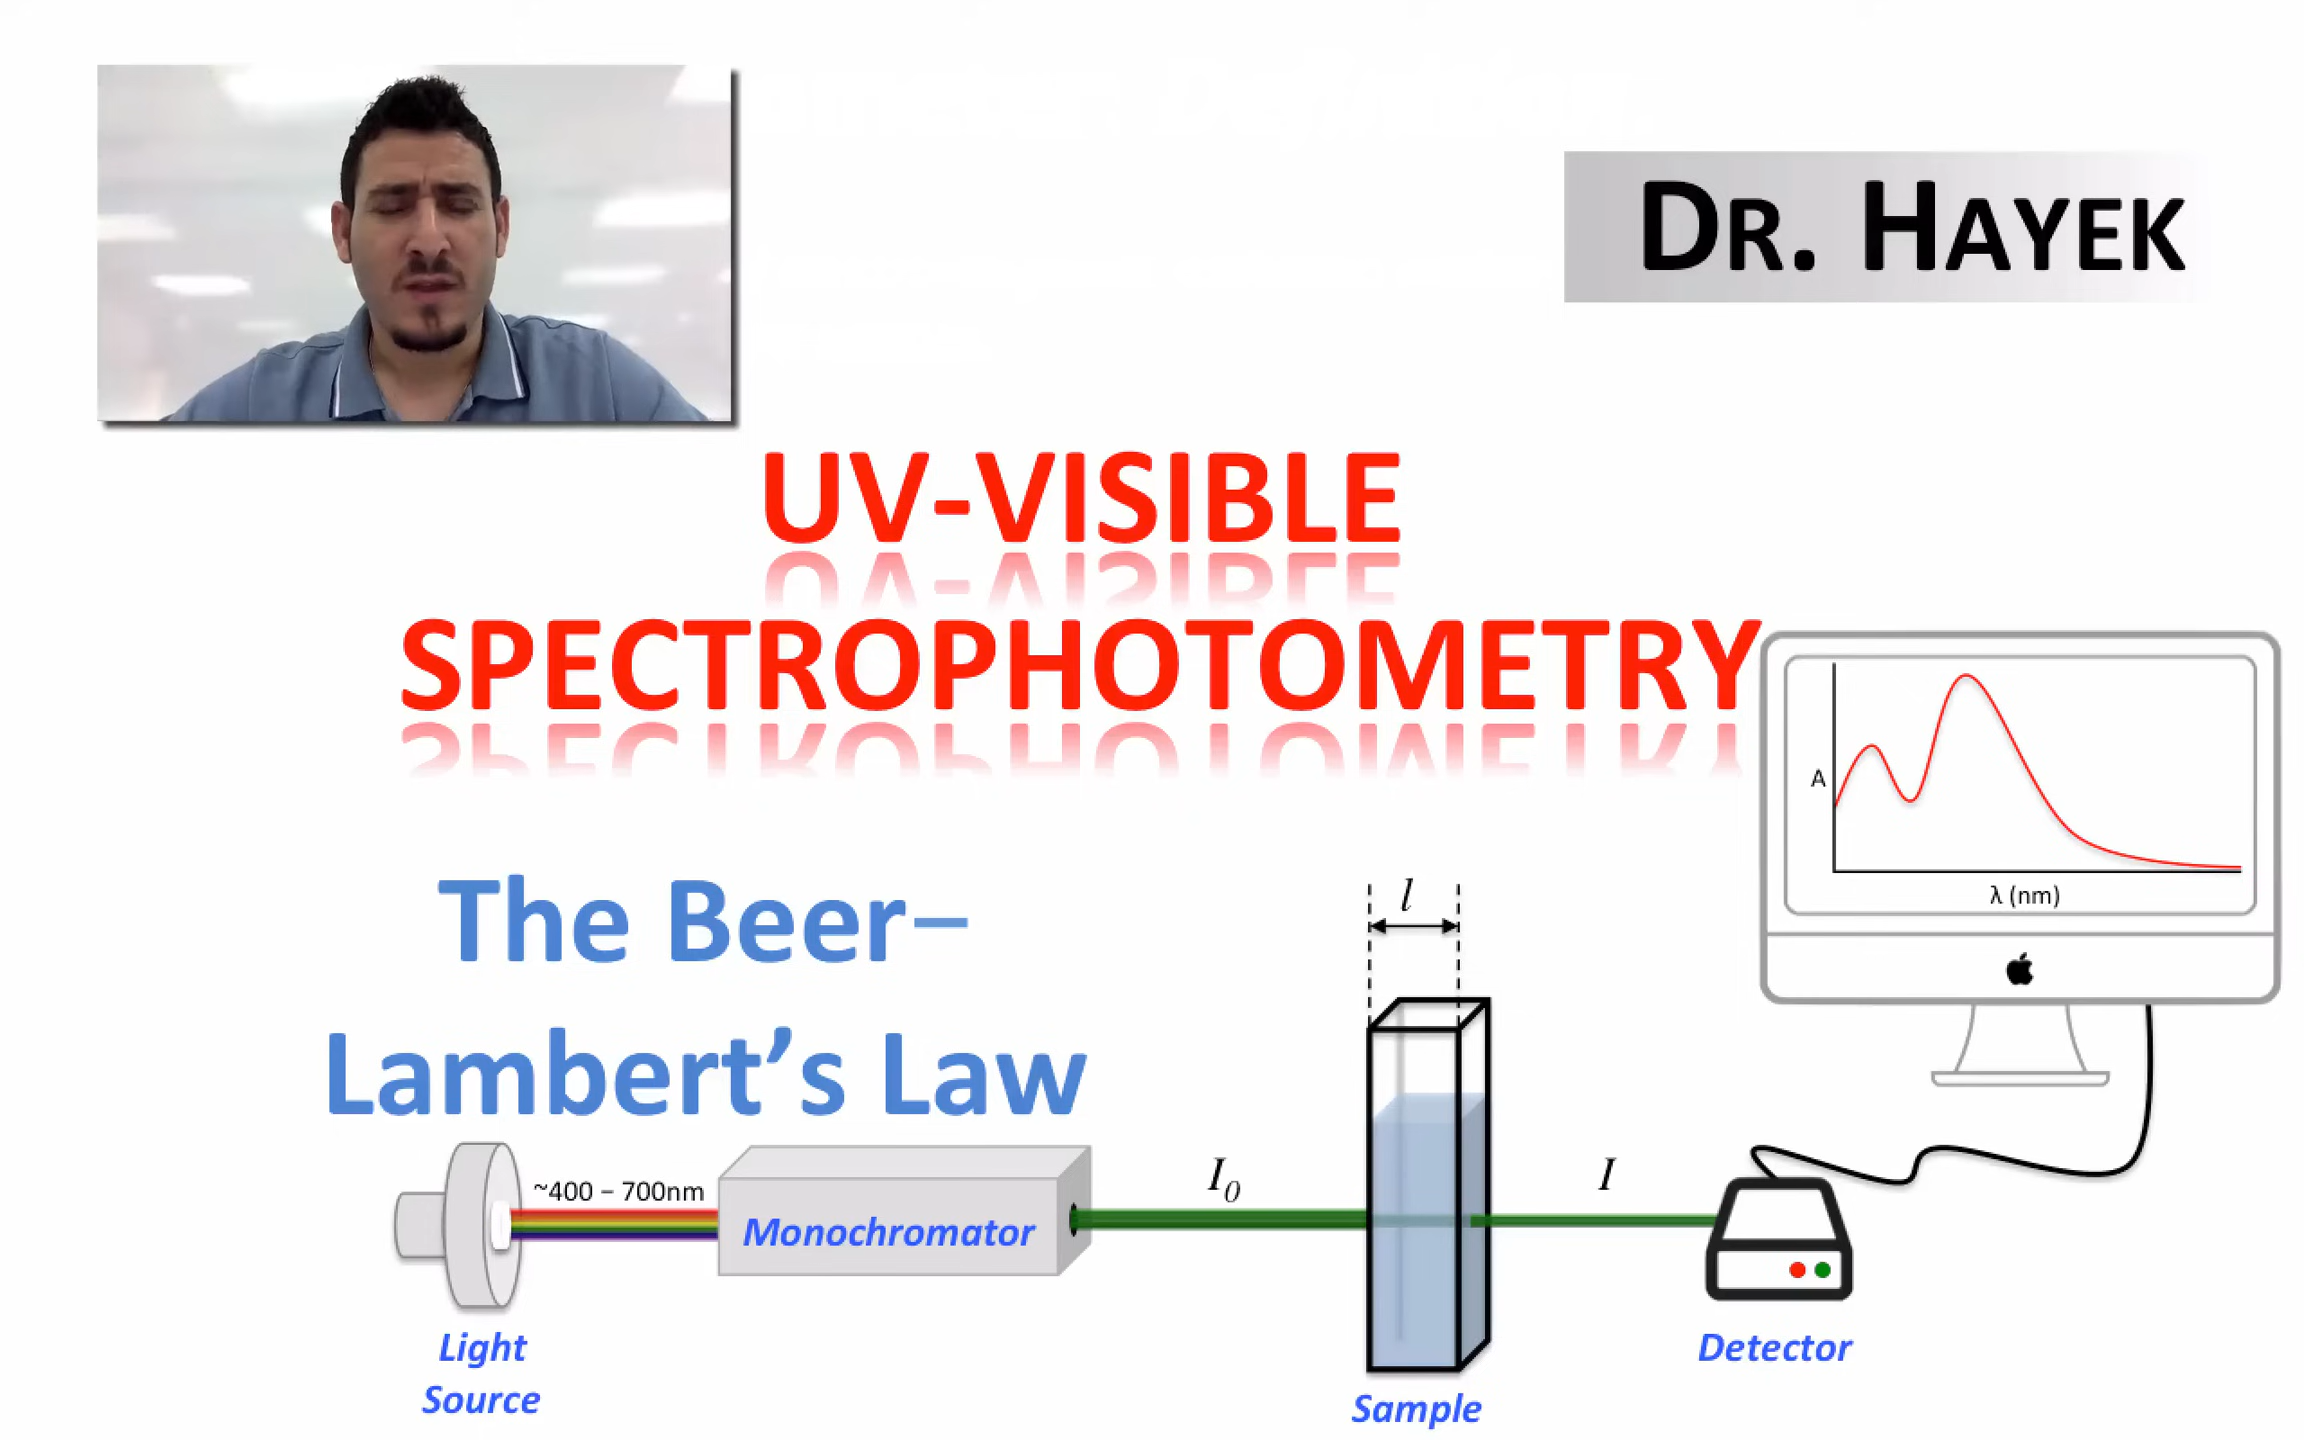 DR. HAYEK
UV-VISIBLE
SPECTROPHOTOMETRY
A
λ (nm)
The Beer–
Lambert’s Law
l
~400 – 700nm
Monochromator
I0
I
Light
Source
Sample
Detector